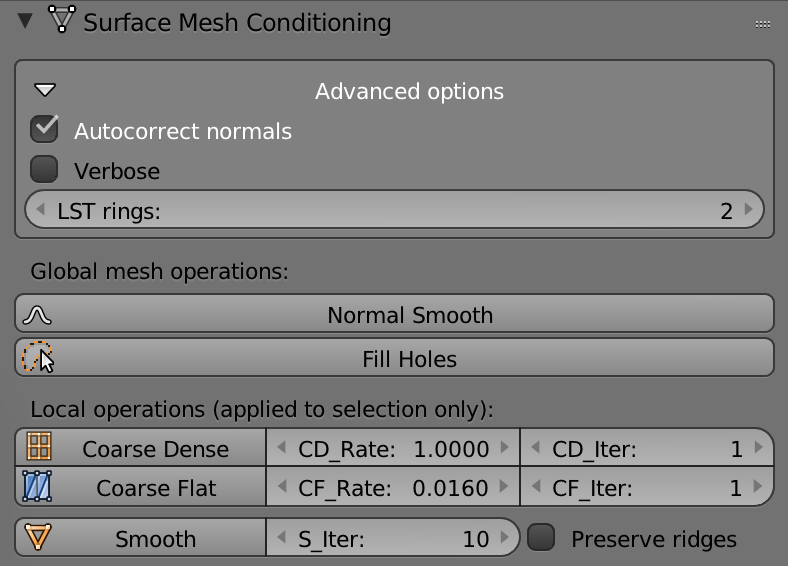 Surface Mesh Conditioning
Advanced options
Autocorrect normals
Verbose
LST rings: 2
Global mesh operations:
Normal Smooth
Fill Holes
Local operations (applied to selection only):
Coarse Dense CD_Rate: 1.0000 CD_Iter: 1
Coarse Flat CF_Rate: 0.0160 CF_Iter: 1
Smooth S_Iter: 10 Preserve ridges